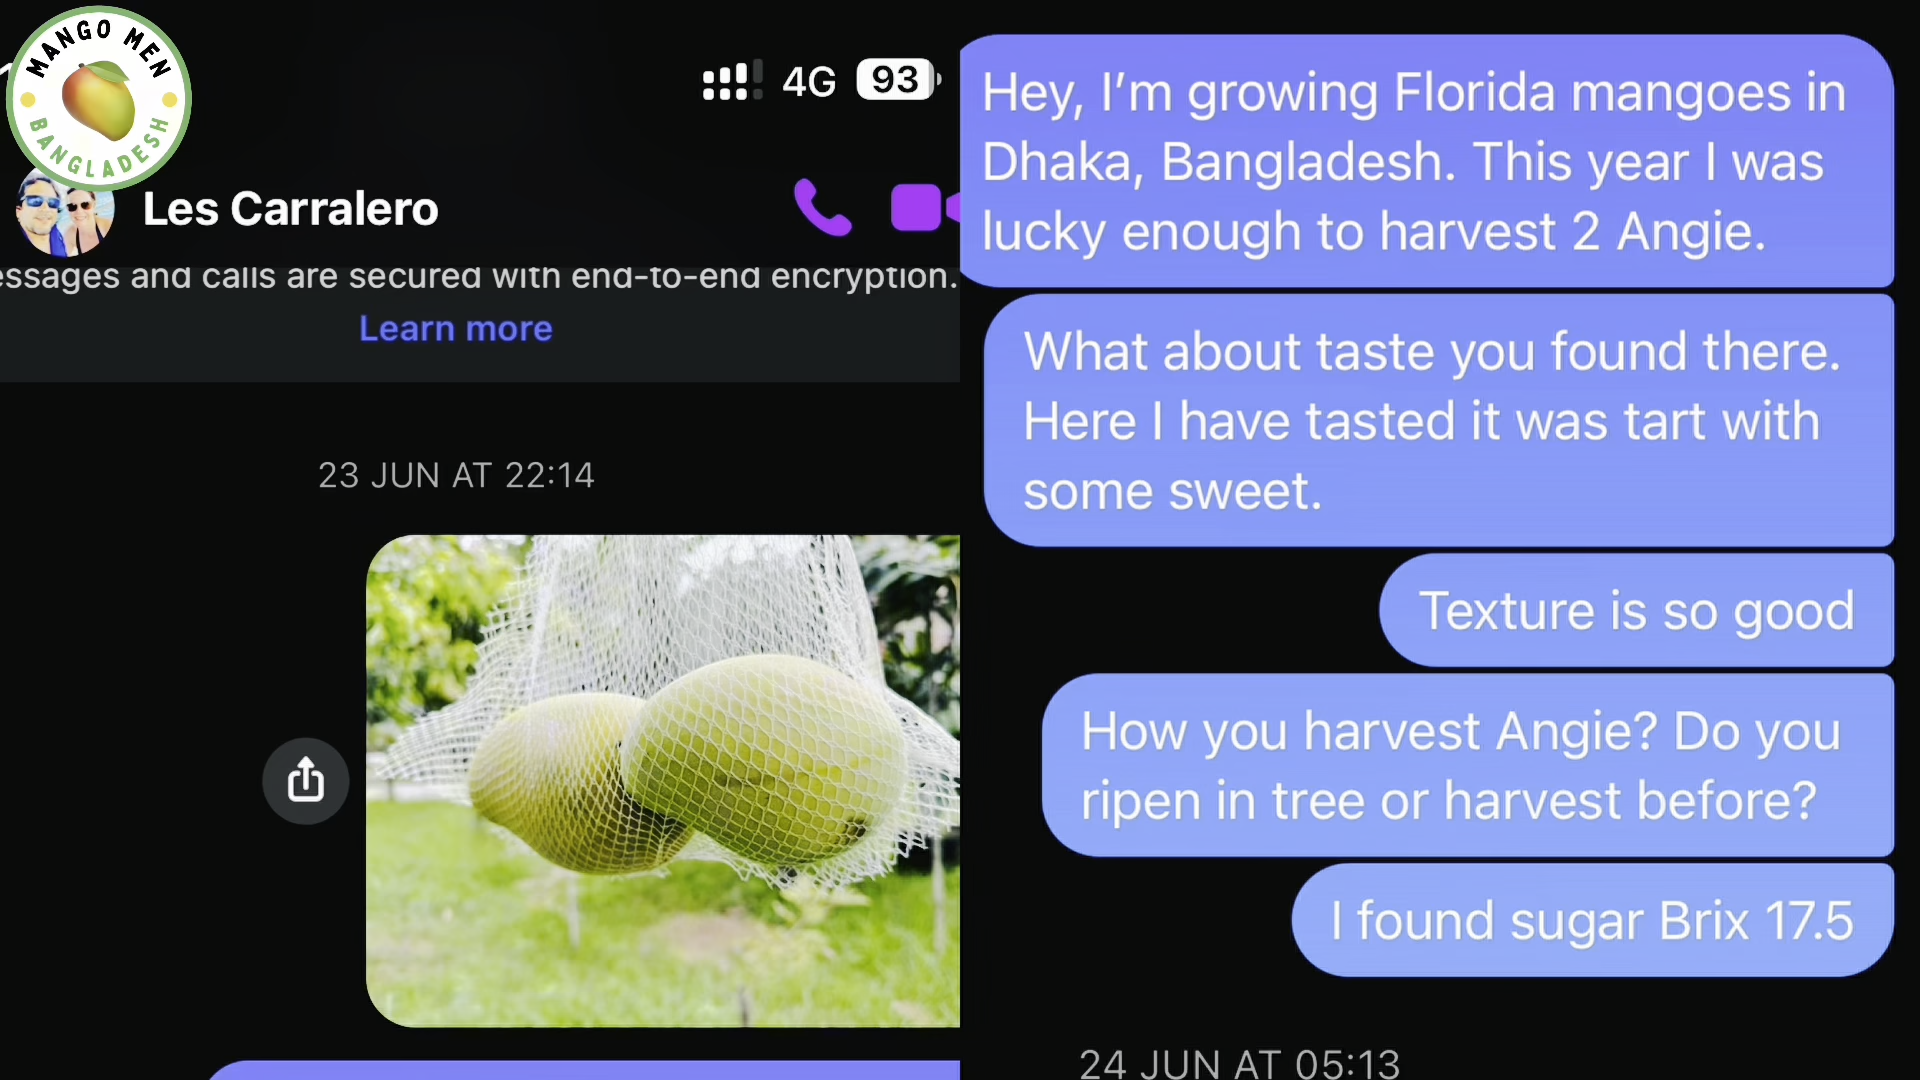 MANGO MEN
BANGLADESH
4G 93
Les Carralero
essages and calls are secured with end-to-end encryption.
Learn more
23 JUN AT 22:14
Hey, I’m growing Florida mangoes in
Dhaka, Bangladesh. This year I was
lucky enough to harvest 2 Angie.
What about taste you found there.
Here I have tasted it was tart with
some sweet.
Texture is so good
How you harvest Angie? Do you
ripen in tree or harvest before?
I found sugar Brix 17.5
24 JUN AT 05:13